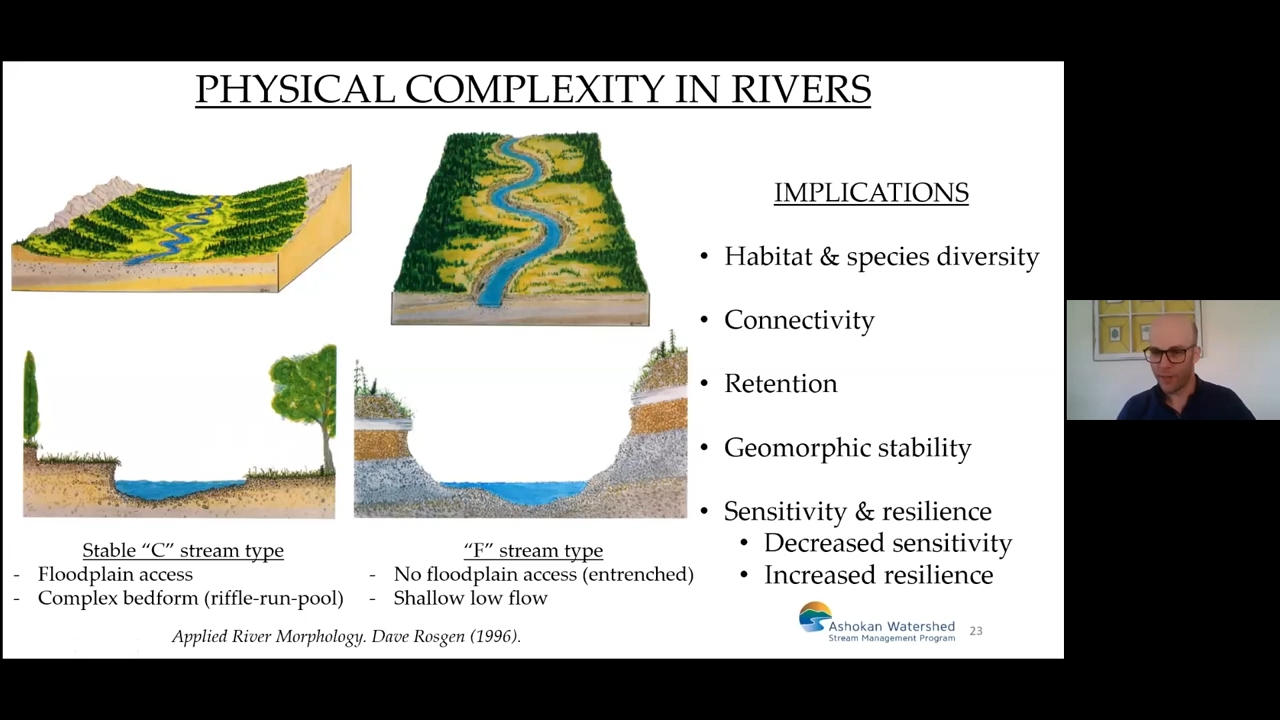 PHYSICAL COMPLEXITY IN RIVERS
IMPLICATIONS
• Habitat & species diversity
• Connectivity
• Retention
• Geomorphic stability
• Sensitivity & resilience
• Decreased sensitivity
• Increased resilience
Stable “C” stream type
- Floodplain access
- Complex bedform (riffle-run-pool)
“F” stream type
- No floodplain access (entrenched)
- Shallow low flow
Applied River Morphology. Dave Rosgen (1996).
Ashokan Watershed
Stream Management Program
23